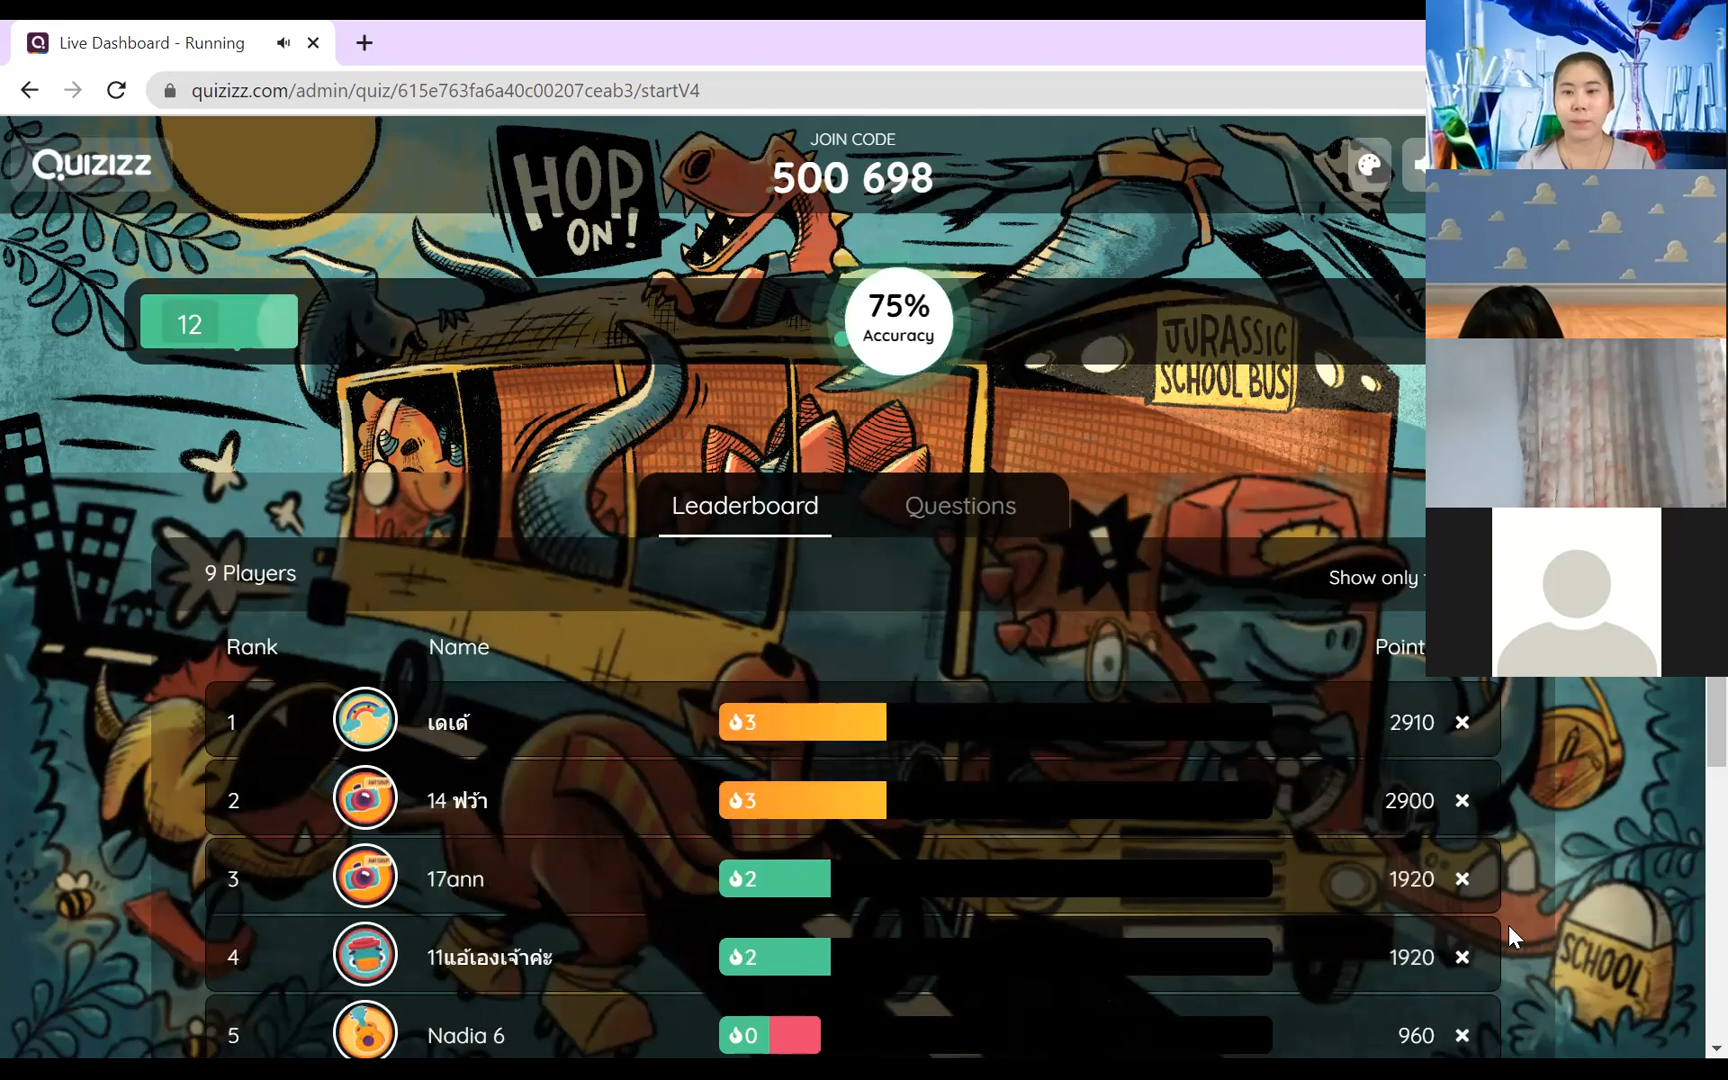 Live Dashboard - Running
quizizz.com/admin/quiz/615e763fa6a40c00207ceab3/startV4
JOIN CODE
QUIZIZZ
500 698
HOP
ON!
12
75%
Accuracy
JURASSIC
SCHOOL BUS
Leaderboard Questions
9 Players
Show only
Rank Name Point
1 เดเด้ 3 2910
2 14 ฟว้า 3 2900
3 17ann 2 1920
4 11แอ้เองเจ้าค่ะ 2 1920
SCHOOL
5 Nadia 6 0 960